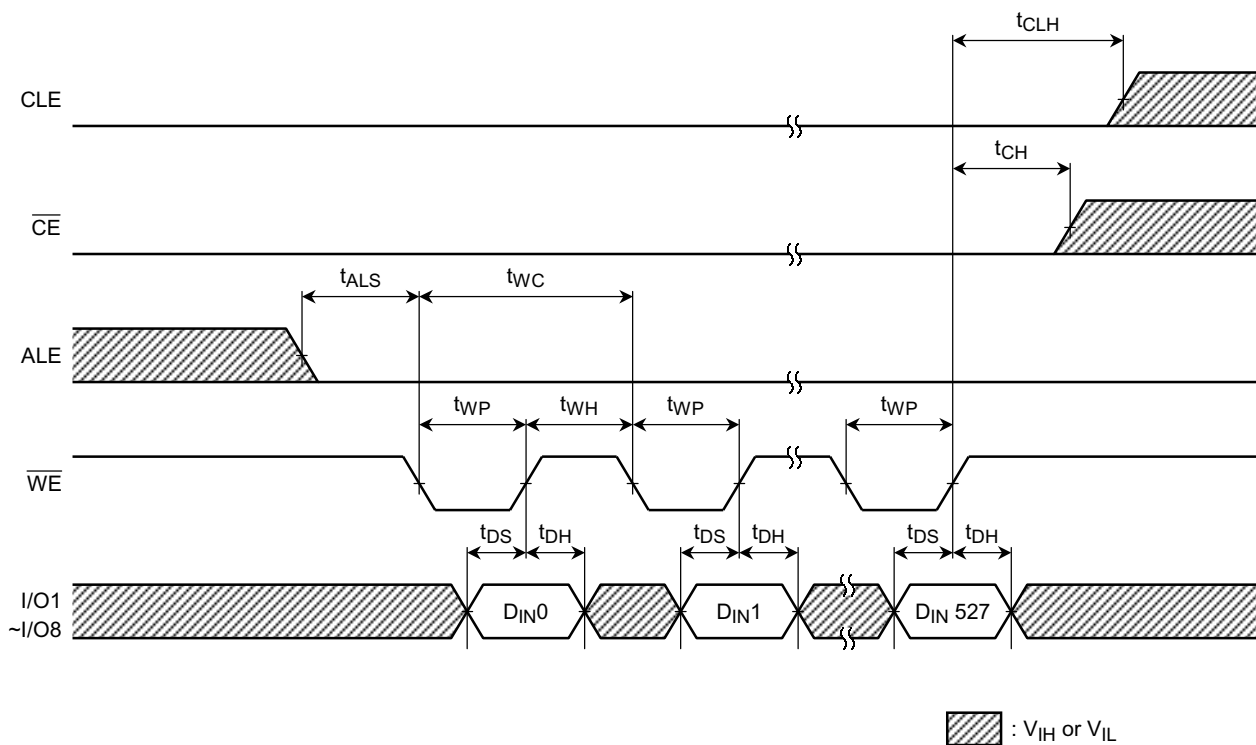 tCLH
CLE
tCH
CE
tALS
tWC
ALE
tWP
tWH
tWP
tWP
WE
tDS
tDH
tDS
tDH
tDS
tDH
I/O1
~I/O8
DIN0
DIN1
DIN 527
: VIH or VIL